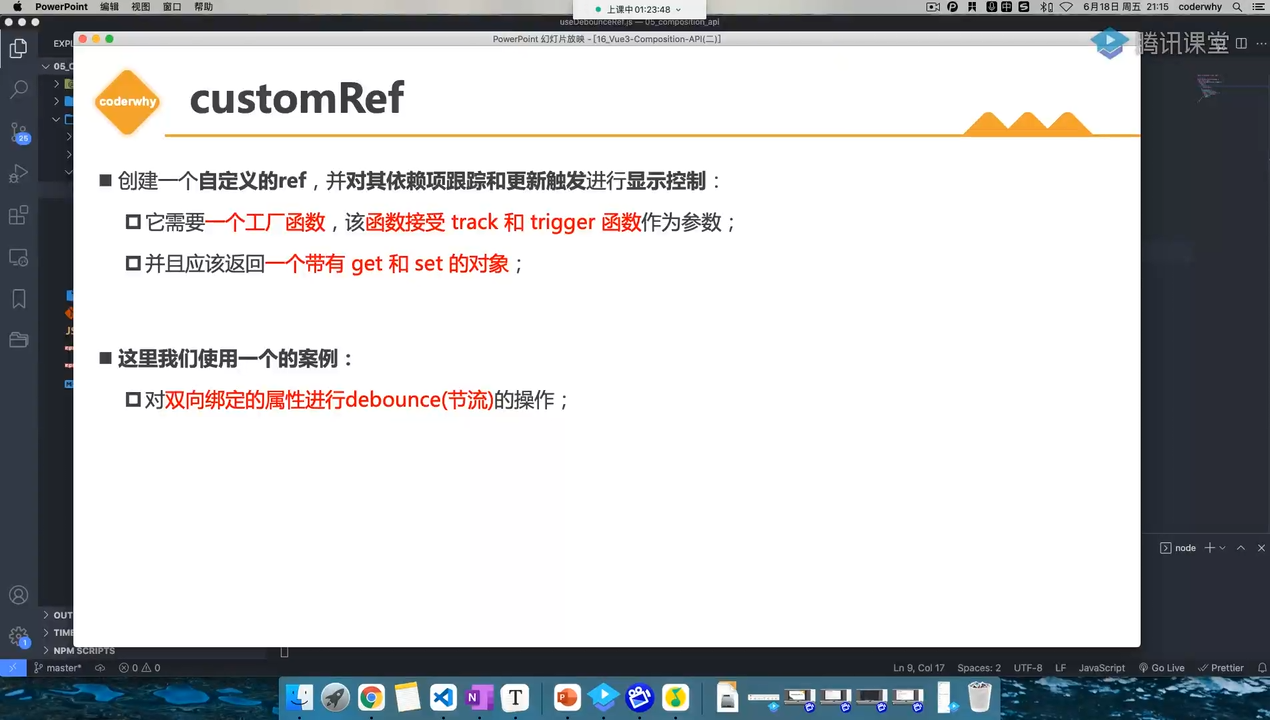 PowerPoint 编辑 视图 窗口 帮助
上课中 01:23:48
6月18日 周五 21:15 coderwhy
useDebounceRef.js — 05_composition_api
PowerPoint 幻灯片放映 - [16_Vue3-Composition-API(二)]
腾讯课堂
EXPL
05_C
coderwhy
customRef
创建一个自定义的ref，并对其依赖项跟踪和更新触发进行显示控制：
它需要一个工厂函数，该函数接受 track 和 trigger 函数作为参数；
并且应该返回一个带有 get 和 set 的对象；
这里我们使用一个的案例：
对双向绑定的属性进行debounce(节流)的操作；
25
JS
node
OUT
TIME
NPM SCRIPTS
1
master*
0 0
Ln 9, Col 17 Spaces: 2 UTF-8 LF JavaScript Go Live Prettier
N T P